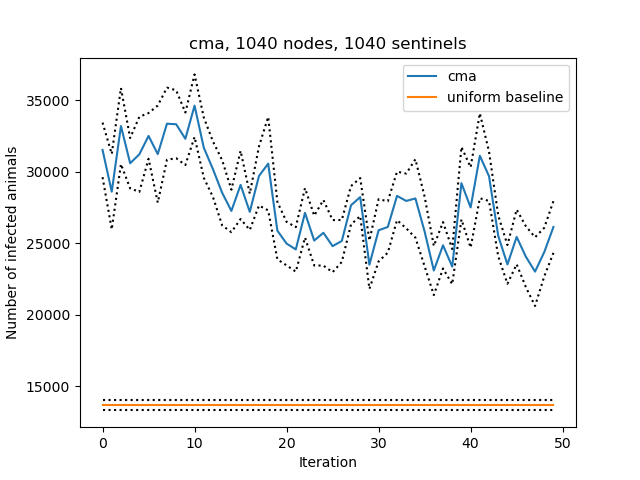 cma, 1040 nodes, 1040 sentinels
cma
uniform baseline
Number of infected animals
35000
30000
25000
20000
15000
0 10 20 30 40 50
Iteration